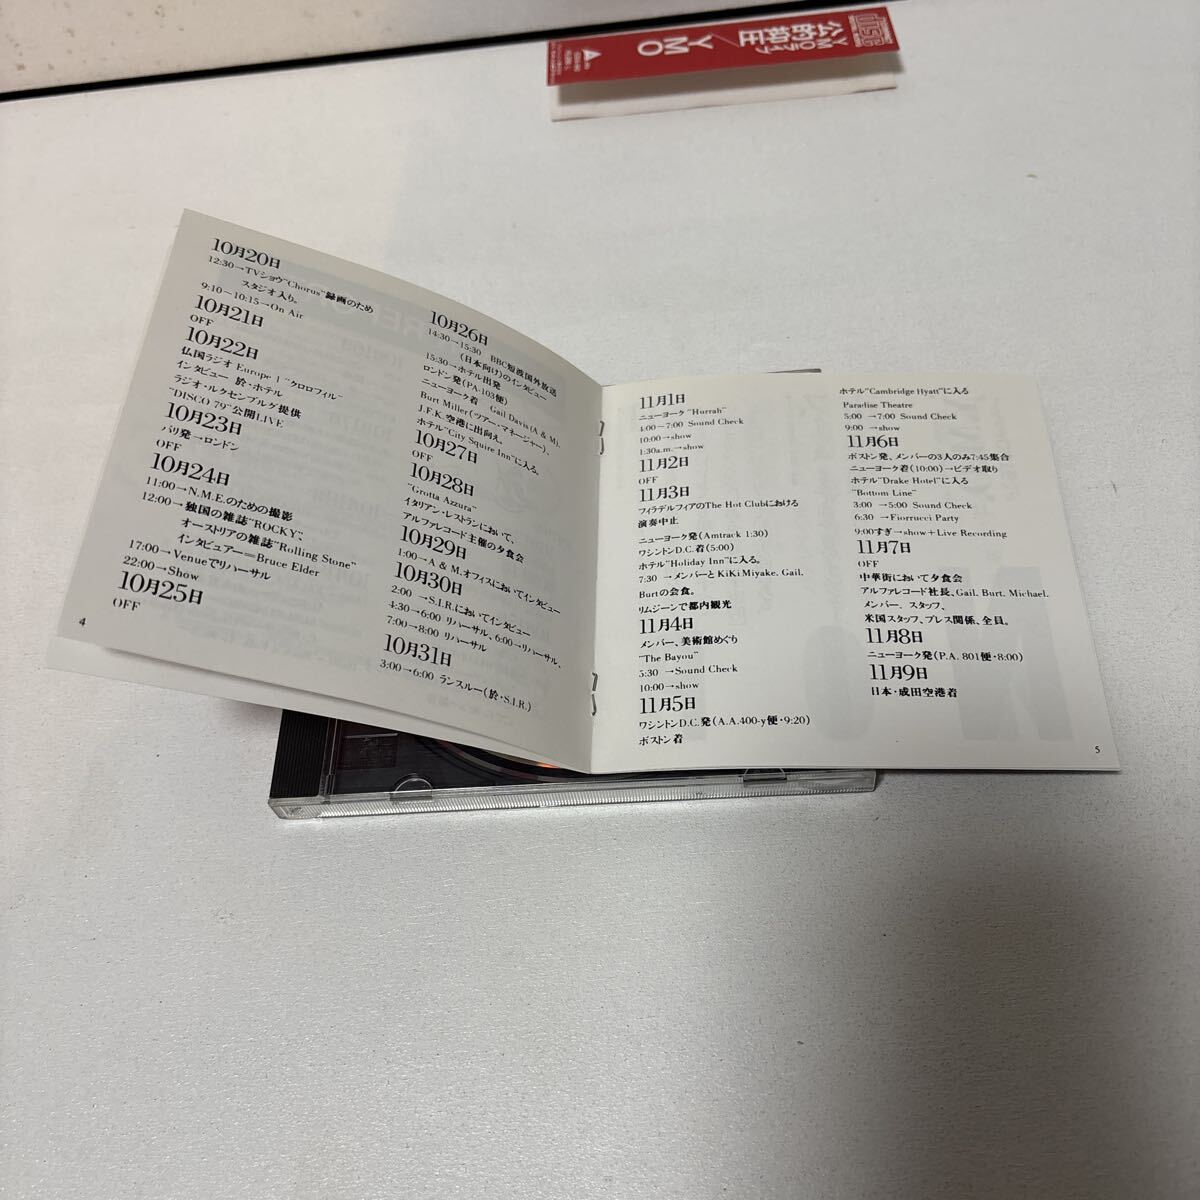 YMOライブ
公的抑圧／YMO
COMPACT
disc
DIGITAL AUDIO
10月20日
12:30→TVショウ“Chorus”録画のため
スタジオ入り。
9:10−10:15→On Air
10月21日
OFF
10月22日
仏国ラジオ Europe 1 “クロロフィル”
インタビュー 於・ホテル
ラジオ・ルクセンブルグ提供
“DISCO 79”公開LIVE
10月23日
パリ発→ロンドン
OFF
10月24日
11:00→N.M.E.のための撮影
12:00→独国の雑誌“ROCKY”、
オーストリアの雑誌“Rolling Stone”
インタビュアー＝Bruce Elder
17:00→Venueでリハーサル
22:00→Show
10月25日
OFF
4
10月26日
14:30→15:30 BBC短波国外放送
(日本向け)のインタビュー
15:30→ホテル出発
ロンドン発(PA-103便)
ニューヨーク着 Gail Davis(A & M)、
Burt Miller(ツアー・マネージャー)、
J.F.K.空港に出向え。
ホテル“City Squire Inn”に入る、
10月27日
OFF
10月28日
“Grotta Azzura”
イタリアン・レストランにおいて、
アルファレコード主催の夕食会
10月29日
1:00→A & M.オフィスにおいてインタビュー
10月30日
2:00 →S.I.R.においてインタビュー
4:30→6:00 リハーサル、6:00→リハーサル、
7:00→8:00 リハーサル
10月31日
3:00→6:00 ランスルー(於・S.I.R.)
11月1日
ニューヨーク “Hurrah”
4:00−7:00 Sound Check
10:00→show
1:30a.m.→show
11月2日
OFF
11月3日
フィラデルフィアのThe Hot Clubにおける
演奏中止
ニューヨーク発(Amtrack 1:30)
ワシントンD.C.着(5:00)
ホテル“Holiday Inn”に入る。
7:30 →メンバーとKiKi Miyake. Gail.
Burtの会食。
リムジーンで都内観光
11月4日
メンバー、美術館めぐり
“The Bayou”
5:30 →Sound Check
10:00→show
11月5日
ワシントンD.C.発(A.A.400-y便・9:20)
ボストン着
ホテル“Cambridge Hyatt”に入る
Paradise Theatre
5:00 →7:00 Sound Check
9:00 →show
11月6日
ボストン発、メンバーの3人のみ7:45集合
ニューヨーク着(10:00)→ビデオ取り
ホテル“Drake Hotel”に入る
“Bottom Line”
3:00 →5:00 Sound Check
6:30 →Fiorrucci Party
9:00すぎ→show＋Live Recording
11月7日
OFF
中華街において夕食会
アルファレコード社長、Gail. Burt. Michael.
メンバー. スタッフ、
米国スタッフ、プレス関係、全員。
11月8日
ニューヨーク発(P.A. 801便・8:00)
11月9日
日本・成田空港着
5